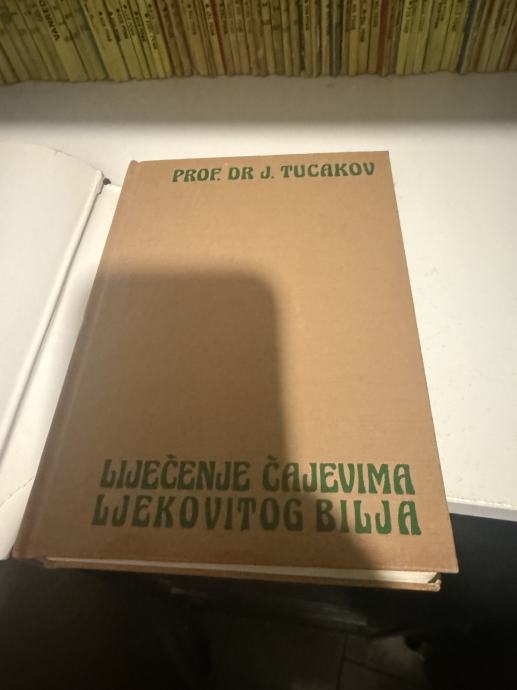 PROF. DR J. TUCAKOV
LIJEČENJE ČAJEVIMA
LJEKOVITOG BILJA